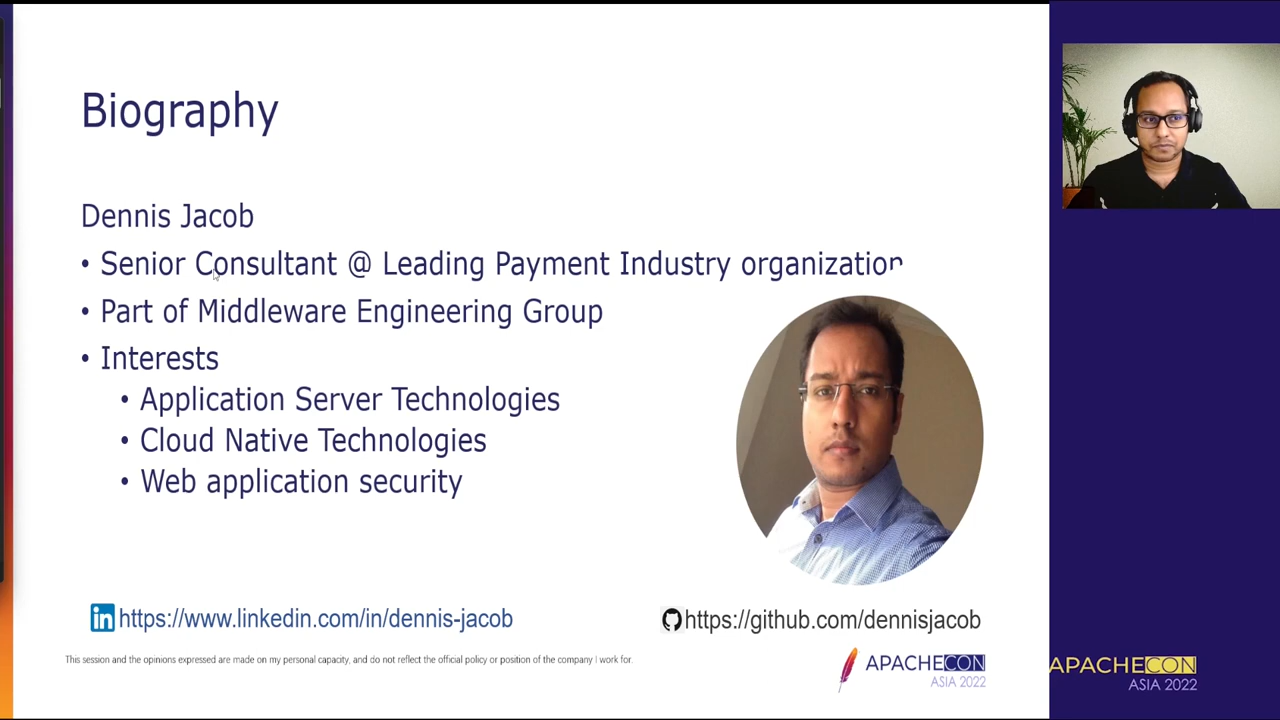 Biography
Dennis Jacob
• Senior Consultant @ Leading Payment Industry organization
• Part of Middleware Engineering Group
• Interests
• Application Server Technologies
• Cloud Native Technologies
• Web application security
in https://www.linkedin.com/in/dennis-jacob
https://github.com/dennisjacob
This session and the opinions expressed are made on my personal capacity, and do not reflect the official policy or position of the company I work for.
APACHECON
ASIA 2022
APACHECON
ASIA 2022